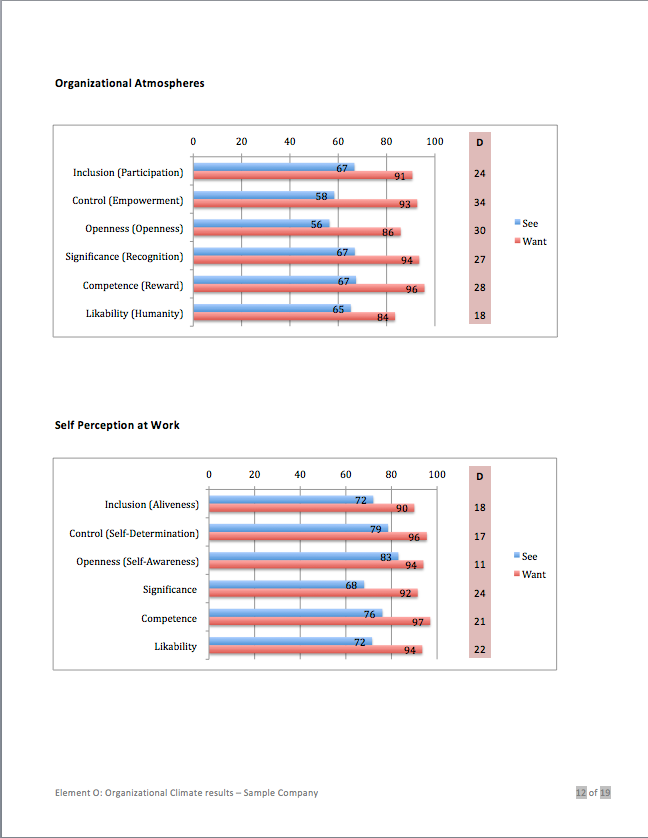 Organizational Atmospheres
0 20 40 60 80 100 D
Inclusion (Participation) 67 91 24
Control (Empowerment) 58 93 34
Openness (Openness) 56 86 30
Significance (Recognition) 67 94 27
Competence (Reward) 67 96 28
Likability (Humanity) 65 84 18
See
Want
Self Perception at Work
0 20 40 60 80 100 D
Inclusion (Aliveness) 72 90 18
Control (Self-Determination) 79 96 17
Openness (Self-Awareness) 83 94 11
Significance 68 92 24
Competence 76 97 21
Likability 72 94 22
See
Want
Element O: Organizational Climate results – Sample Company 12 of 19